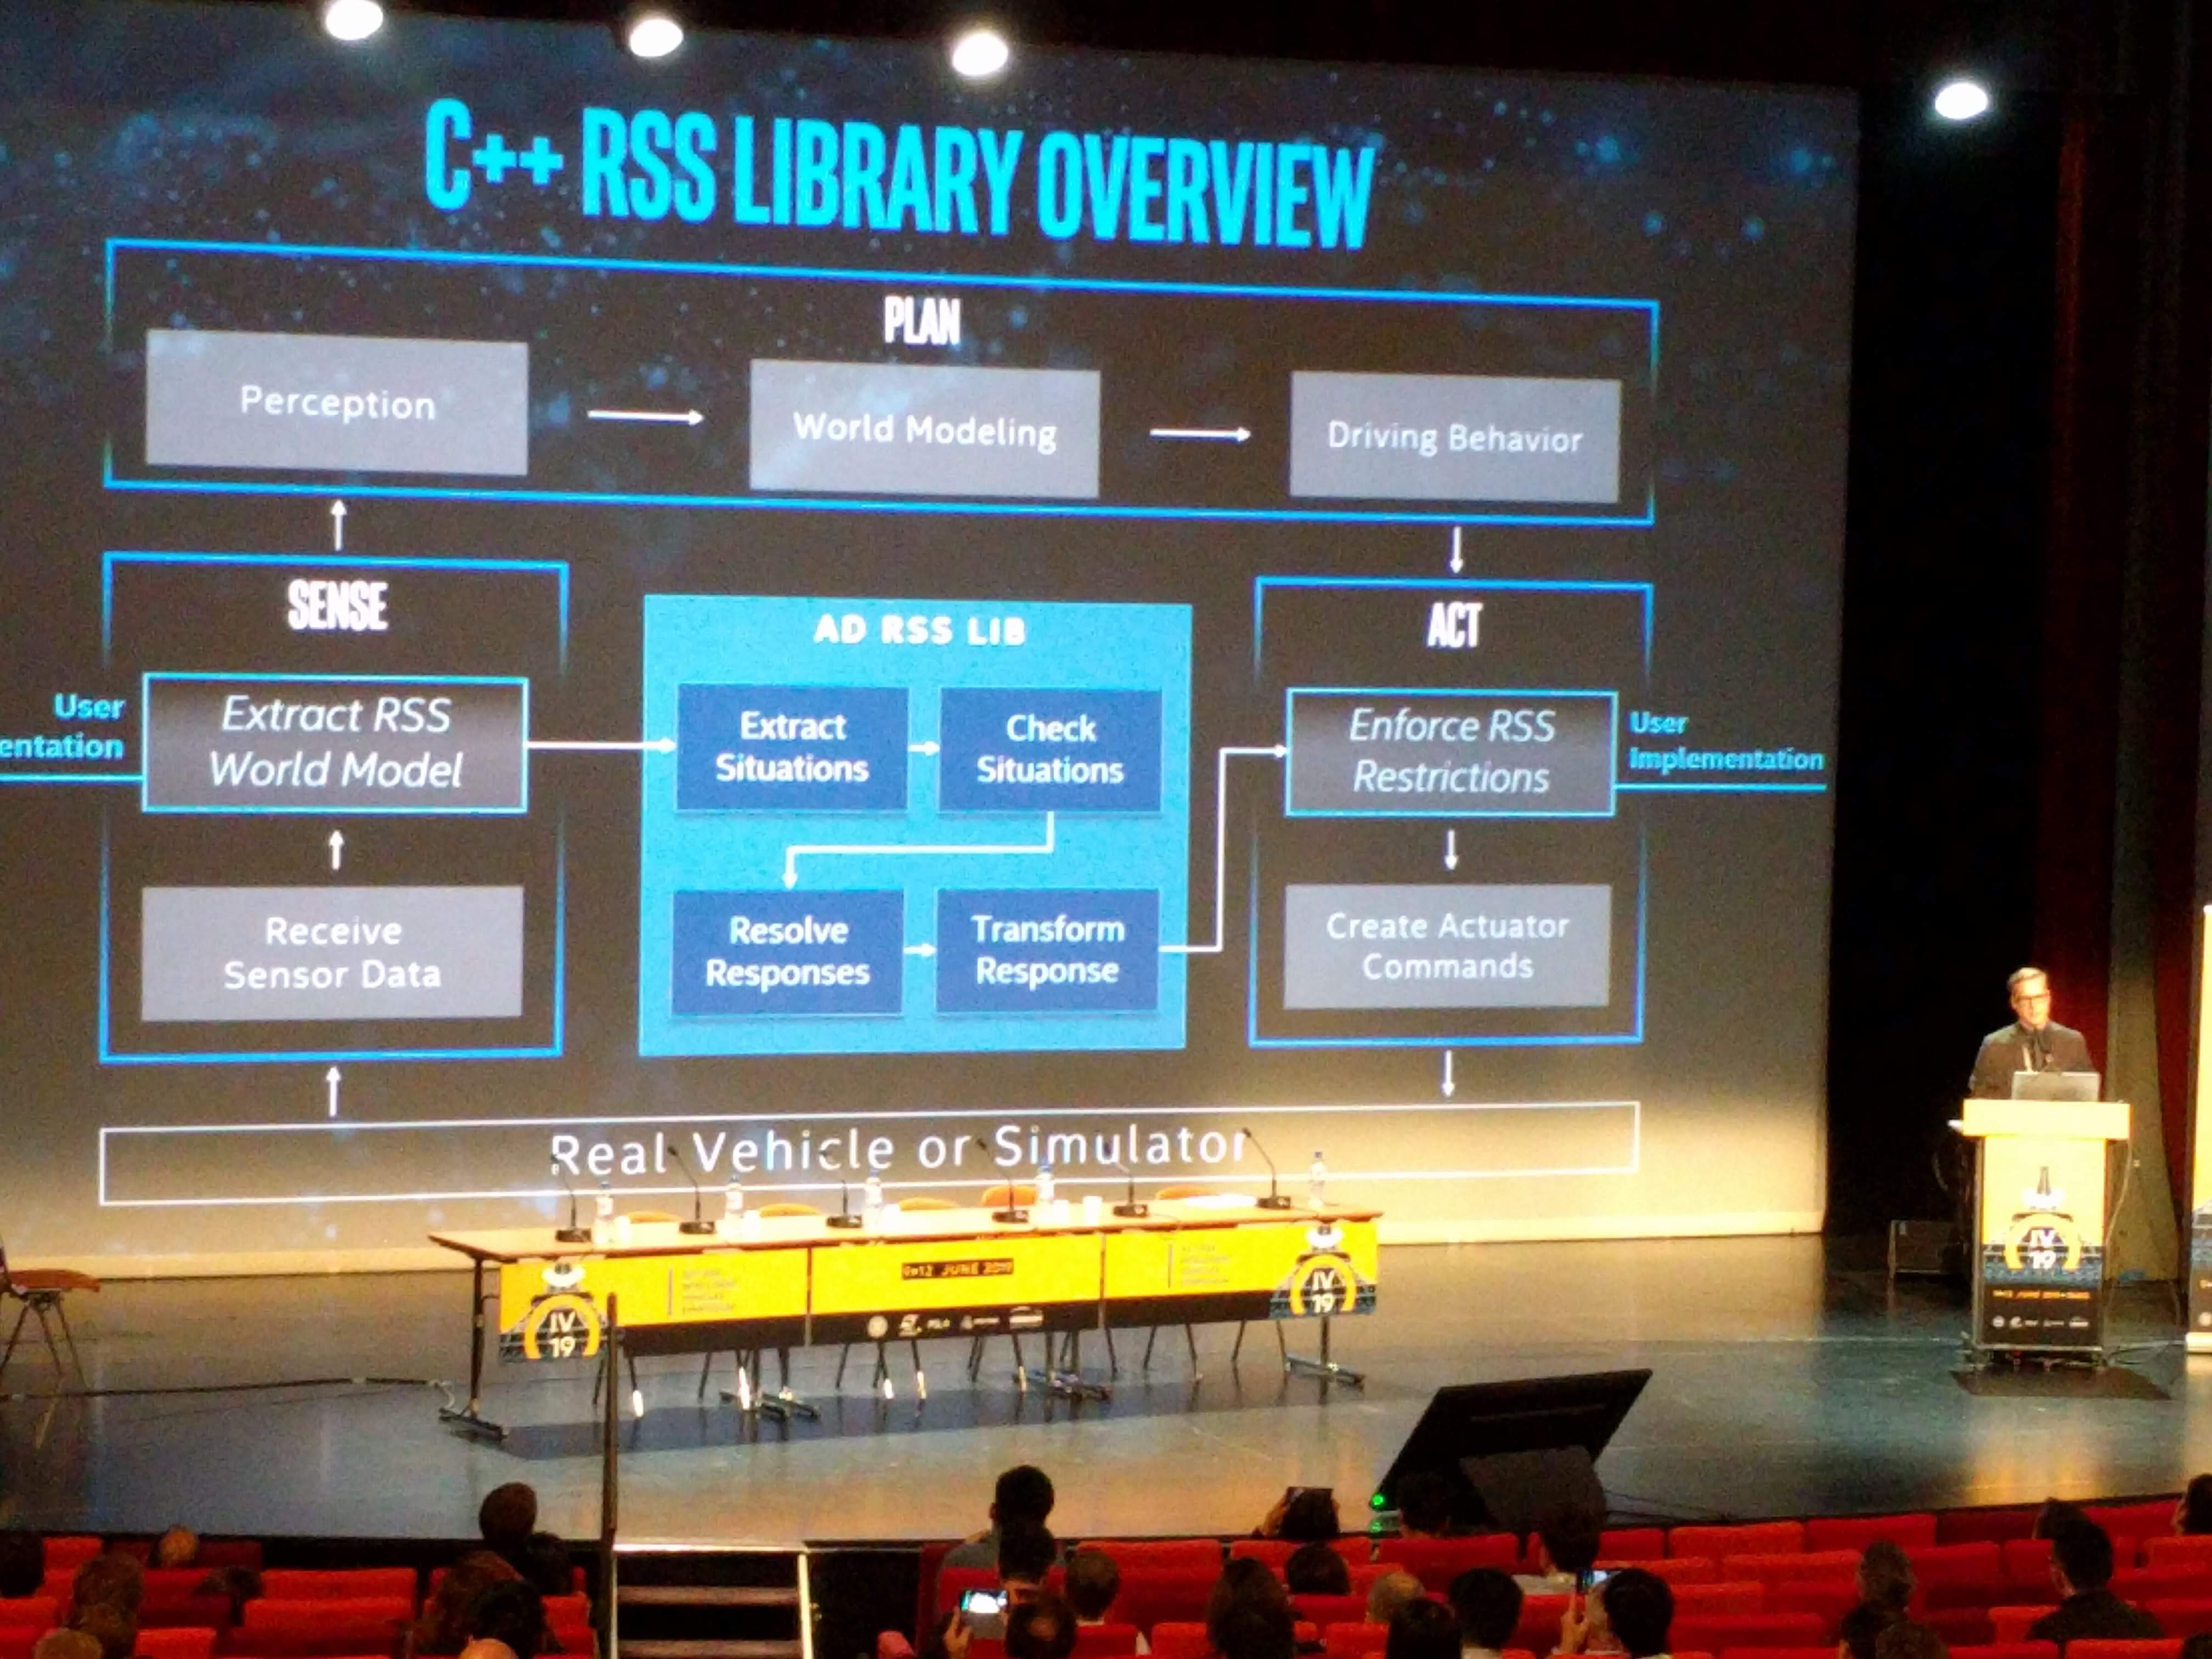 C++ RSS LIBRARY OVERVIEW
PLAN
Perception
World Modeling
Driving Behavior
SENSE
AD RSS LIB
ACT
User
entation
Extract RSS
World Model
Extract
Situations
Check
Situations
Enforce RSS
Restrictions
User
Implementation
Receive
Sensor Data
Resolve
Responses
Transform
Response
Create Actuator
Commands
Real Vehicle or Simulator
IV
19
9-12 JUNE 2019
IV
19
IV
19